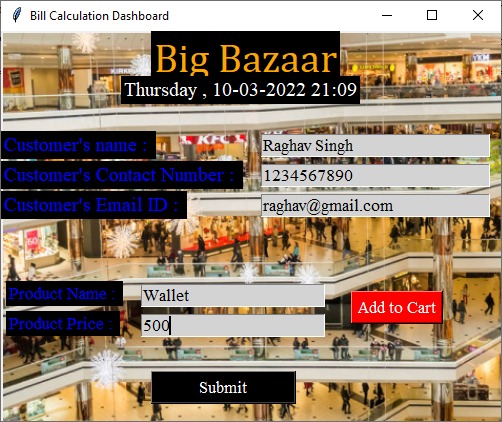 Bill Calculation Dashboard
Big Bazaar
Thursday , 10-03-2022 21:09
KFC
Customer's name : Raghav Singh
Customer's Contact Number : 1234567890
Customer's Email ID : raghav@gmail.com
Product Name : Wallet
Add to Cart
Product Price : 500
Submit